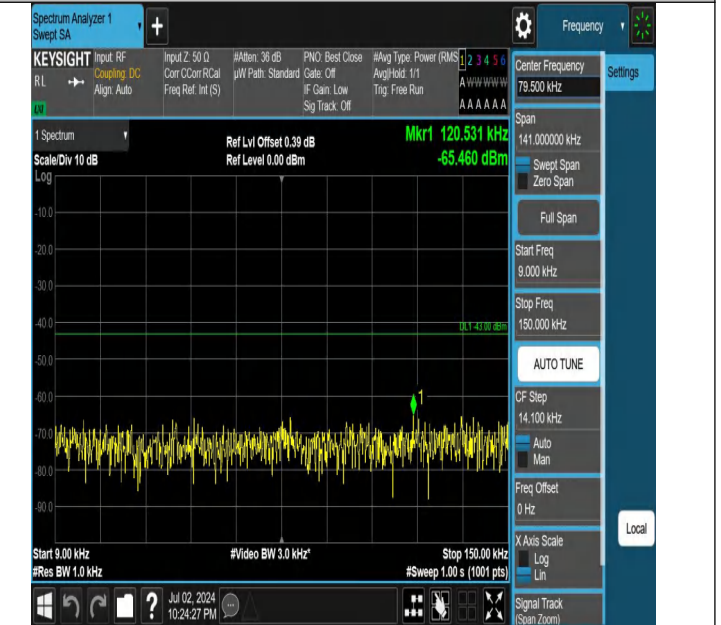 Spectrum Analyzer 1
Swept SA
Frequency
KEYSIGHT
RL
LXI
Input: RF
Coupling: DC
Align: Auto
Input Z: 50 Ω
Corr CCorr RCal
Freq Ref: Int (S)
#Atten: 36 dB
µW Path: Standard
PNO: Best Close
Gate: Off
IF Gain: Low
Sig Track: Off
#Avg Type: Power (RMS
Avg|Hold: 1/1
Trig: Free Run
1 2 3 4 5 6
A W W W W W
A A A A A A
1 Spectrum
Scale/Div 10 dB
Log
Ref Lvl Offset 0.39 dB
Ref Level 0.00 dBm
Mkr1 120.531 kHz
-65.460 dBm
-10.0
-20.0
-30.0
-40.0
DL1 -43.00 dBm
-50.0
-60.0
1
-70.0
-80.0
-90.0
Start 9.00 kHz
#Video BW 3.0 kHz*
Stop 150.00 kHz
#Res BW 1.0 kHz
#Sweep 1.00 s (1001 pts)
Jul 02, 2024
10:24:27 PM
Center Frequency
79.500 kHz
Settings
Span
141.000000 kHz
Swept Span
Zero Span
Full Span
Start Freq
9.000 kHz
Stop Freq
150.000 kHz
AUTO TUNE
CF Step
14.100 kHz
Auto
Man
Freq Offset
0 Hz
Local
X Axis Scale
Log
Lin
Signal Track
(Span Zoom)